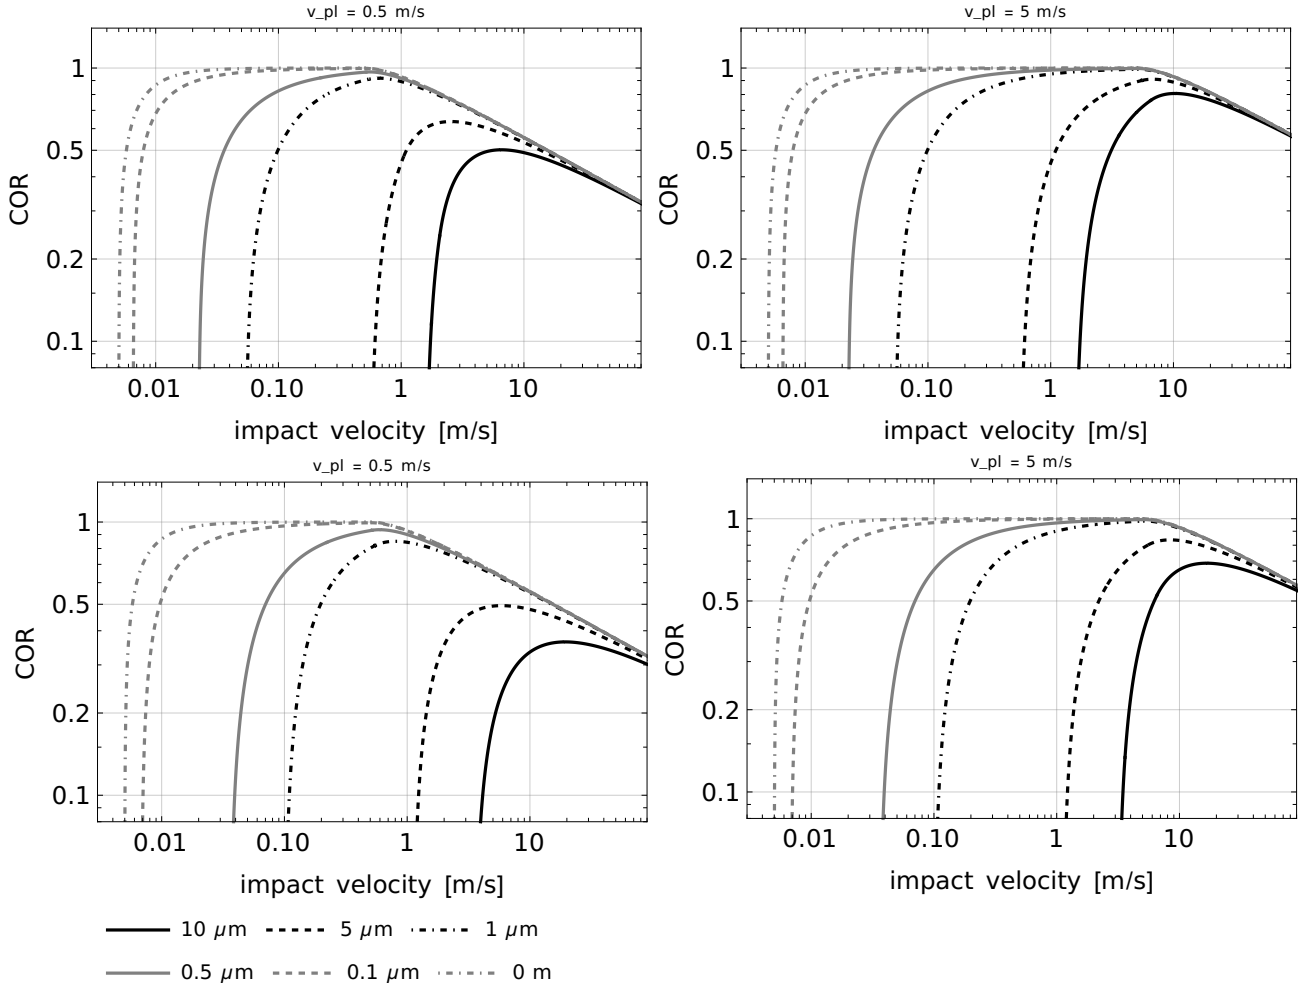 v_pl = 0.5 m/s
1
0.5
0.2
0.1
COR
0.01 0.10 1 10
impact velocity [m/s]
v_pl = 5 m/s
1
0.5
0.2
0.1
COR
0.01 0.10 1 10
impact velocity [m/s]
v_pl = 0.5 m/s
1
0.5
0.2
0.1
COR
0.01 0.10 1 10
impact velocity [m/s]
v_pl = 5 m/s
1
0.5
0.2
0.1
COR
0.01 0.10 1 10
impact velocity [m/s]
10 μm 5 μm 1 μm
0.5 μm 0.1 μm 0 m